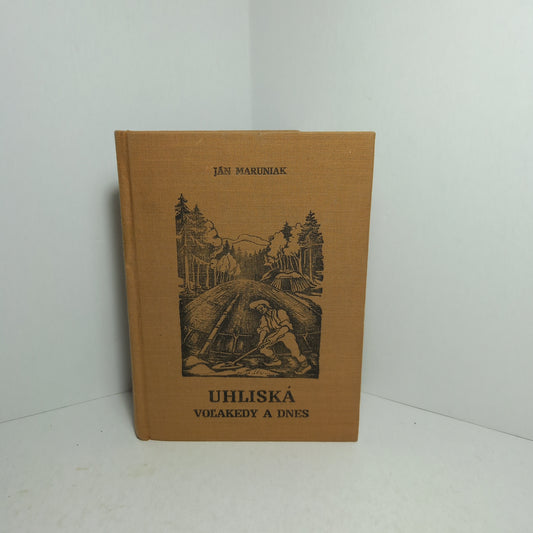 JÁN MARUNIAK
UHLISKÁ
VOĽAKEDY A DNES